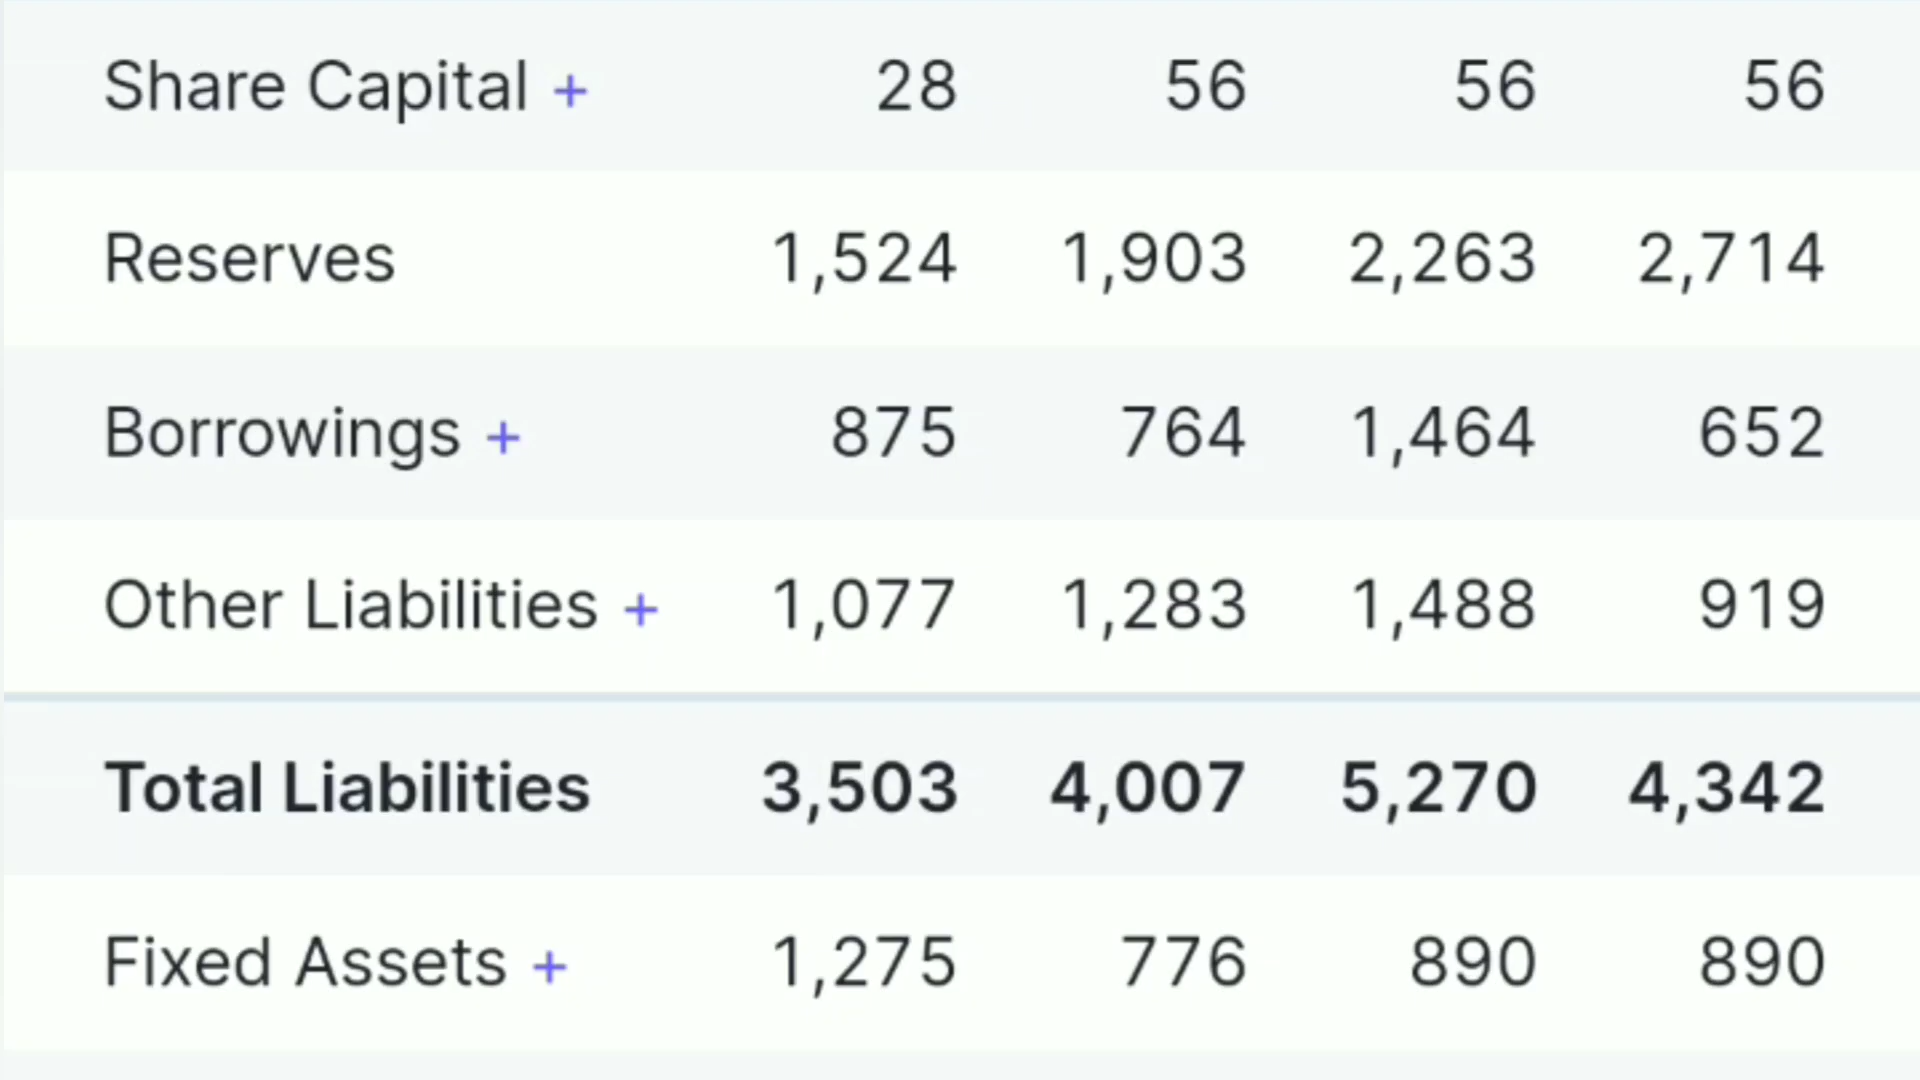 Share Capital + 28 56 56 56
Reserves 1,524 1,903 2,263 2,714
Borrowings + 875 764 1,464 652
Other Liabilities + 1,077 1,283 1,488 919
Total Liabilities 3,503 4,007 5,270 4,342
Fixed Assets + 1,275 776 890 890